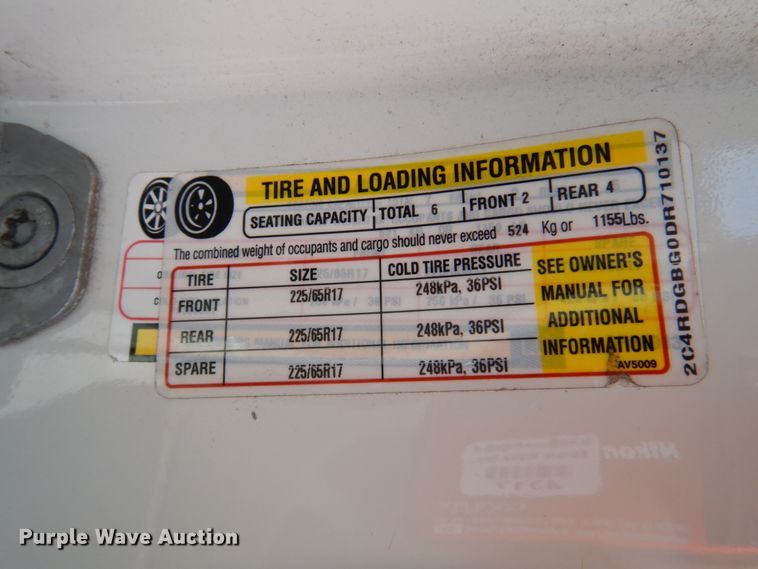 TIRE AND LOADING INFORMATION
SEATING CAPACITY TOTAL 6 FRONT 2 REAR 4
The combined weight of occupants and cargo should never exceed 524 Kg or 1155Lbs.
TIRE SIZE COLD TIRE PRESSURE
FRONT 225/65R17 248kPa, 36PSI
REAR 225/65R17 248kPa, 36PSI
SPARE 225/65R17 248kPa, 36PSI
SEE OWNER'S
MANUAL FOR
ADDITIONAL
INFORMATION
AV5009
2C4RDGBG0DR710137
Nikon
Purple Wave Auction